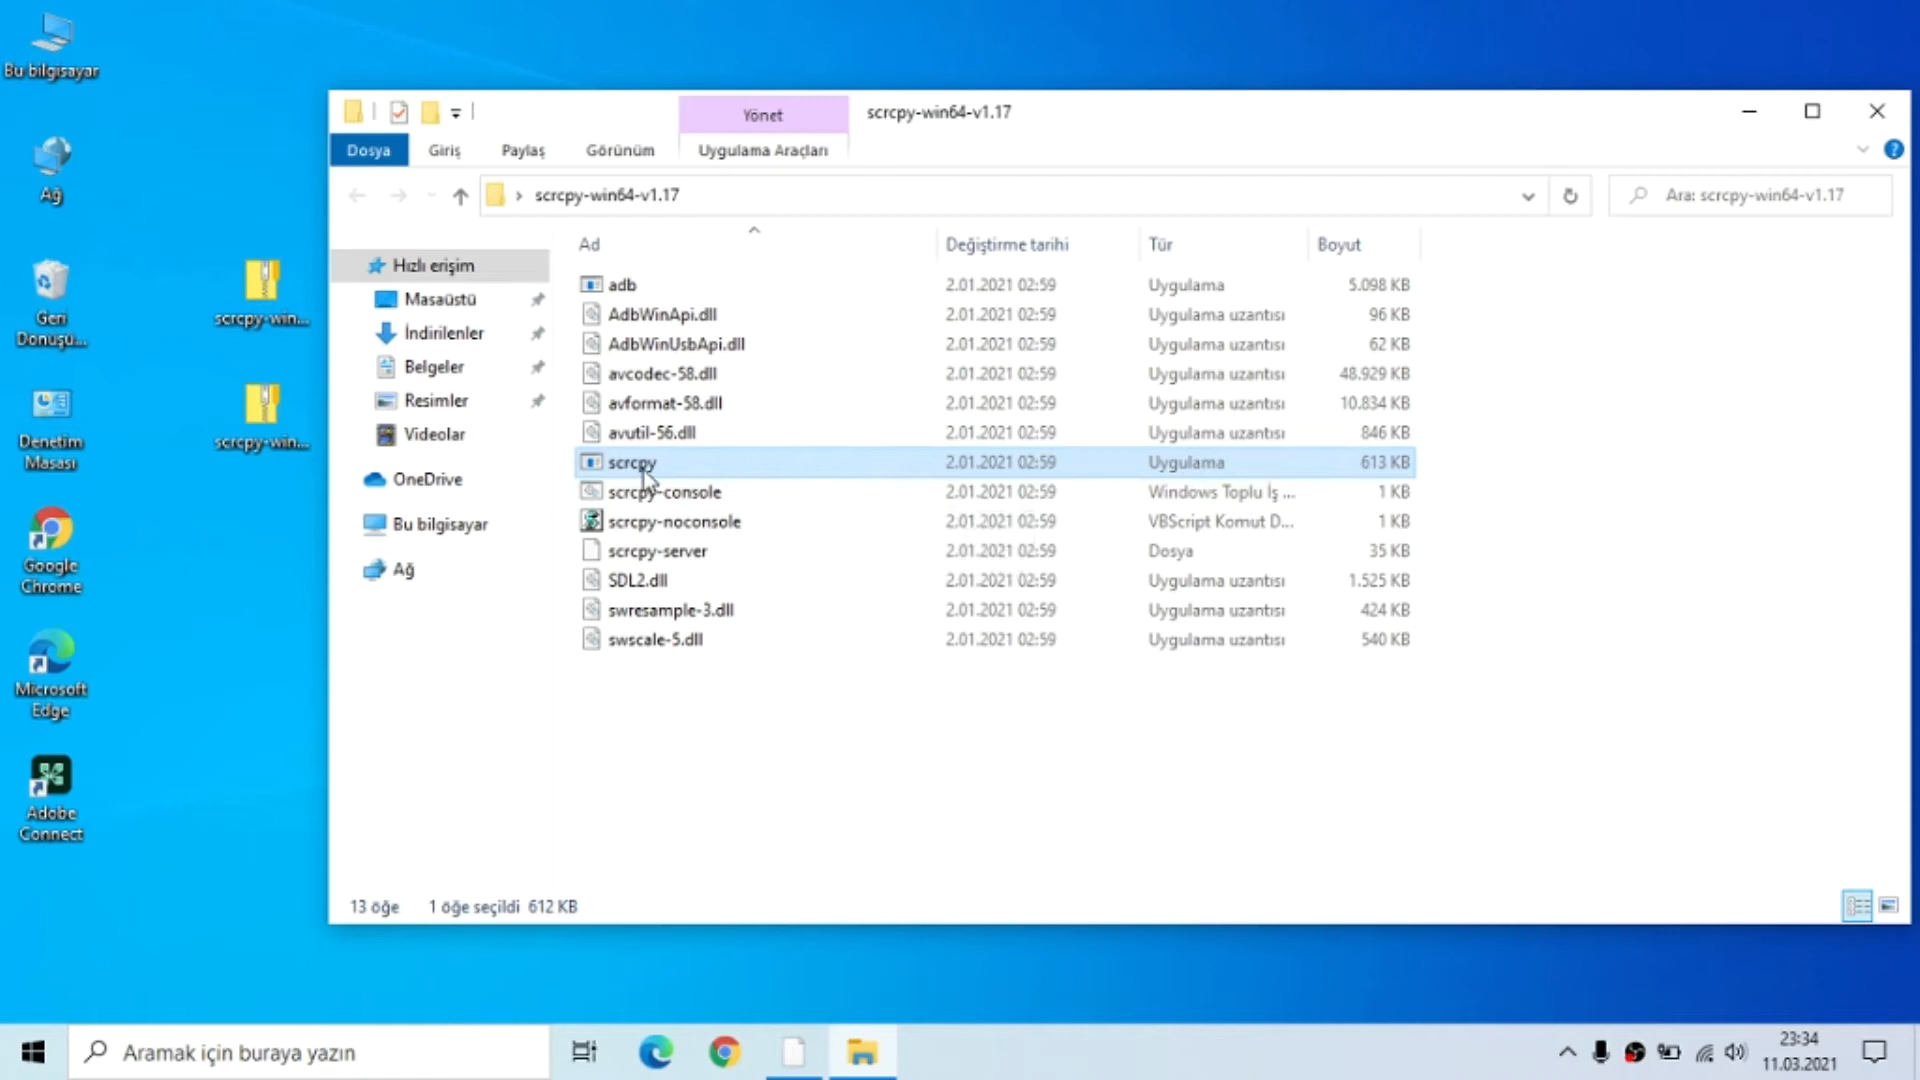 Bu bilgisayar
Ağ
Geri
Dönüşü...
Denetim
Masası
Google
Chrome
Microsoft
Edge
Adobe
Connect
scrcpy-win...
scrcpy-win...
Yönet
scrcpy-win64-v1.17
Dosya
Giriş
Paylaş
Görünüm
Uygulama Araçları
scrcpy-win64-v1.17
Ara: scrcpy-win64-v1.17
Hızlı erişim
Masaüstü
İndirilenler
Belgeler
Resimler
Videolar
OneDrive
Bu bilgisayar
Ağ
Ad Değiştirme tarihi Tür Boyut
adb 2.01.2021 02:59 Uygulama 5.098 KB
AdbWinApi.dll 2.01.2021 02:59 Uygulama uzantısı 96 KB
AdbWinUsbApi.dll 2.01.2021 02:59 Uygulama uzantısı 62 KB
avcodec-58.dll 2.01.2021 02:59 Uygulama uzantısı 48.929 KB
avformat-58.dll 2.01.2021 02:59 Uygulama uzantısı 10.834 KB
avutil-56.dll 2.01.2021 02:59 Uygulama uzantısı 846 KB
scrcpy 2.01.2021 02:59 Uygulama 613 KB
scrcpy-console 2.01.2021 02:59 Windows Toplu İş ... 1 KB
scrcpy-noconsole 2.01.2021 02:59 VBScript Komut D... 1 KB
scrcpy-server 2.01.2021 02:59 Dosya 35 KB
SDL2.dll 2.01.2021 02:59 Uygulama uzantısı 1.525 KB
swresample-3.dll 2.01.2021 02:59 Uygulama uzantısı 424 KB
swscale-5.dll 2.01.2021 02:59 Uygulama uzantısı 540 KB
13 öğe 1 öğe seçildi 612 KB
Aramak için buraya yazın
23:34
11.03.2021